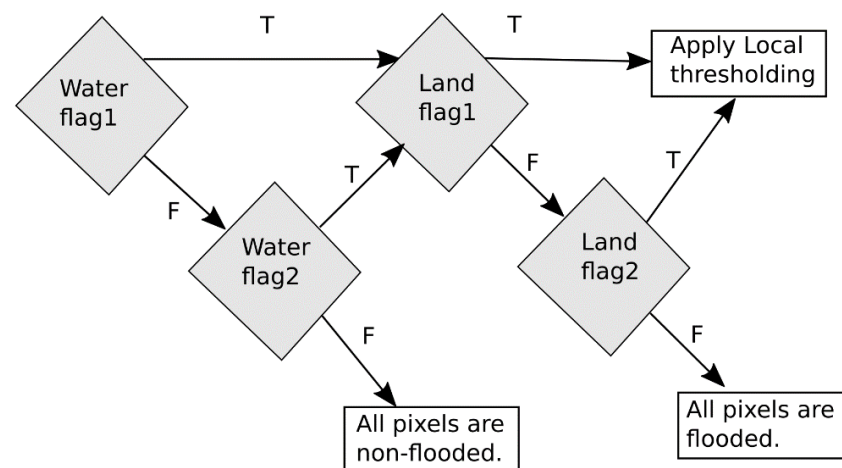 T
T
Water
flag1
Land
flag1
Apply Local
thresholding
F
T
F
T
Water
flag2
Land
flag2
F
F
All pixels are
non-flooded.
All pixels are
flooded.